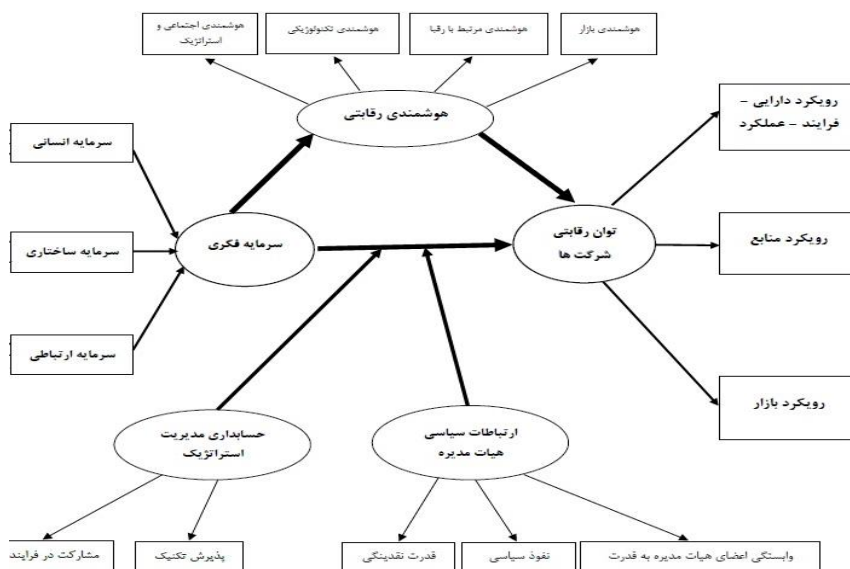 هوشمندی اجتماعی و
استراتژیک
هوشمندی تکنولوژیکی
هوشمندی مرتبط با رقبا
هوشمندی بازار
هوشمندی رقابتی
رویکرد دارایی -
فرایند - عملکرد
سرمایه انسانی
سرمایه فکری
توان رقابتی
شرکت ها
سرمایه ساختاری
رویکرد منابع
سرمایه ارتباطی
رویکرد بازار
حسابداری مدیریت
استراتژیک
ارتباطات سیاسی
هیات مدیره
مشارکت در فرایند
پذیرش تکنیک
قدرت نقدینگی
نفوذ سیاسی
وابستگی اعضای هیات مدیره به قدرت